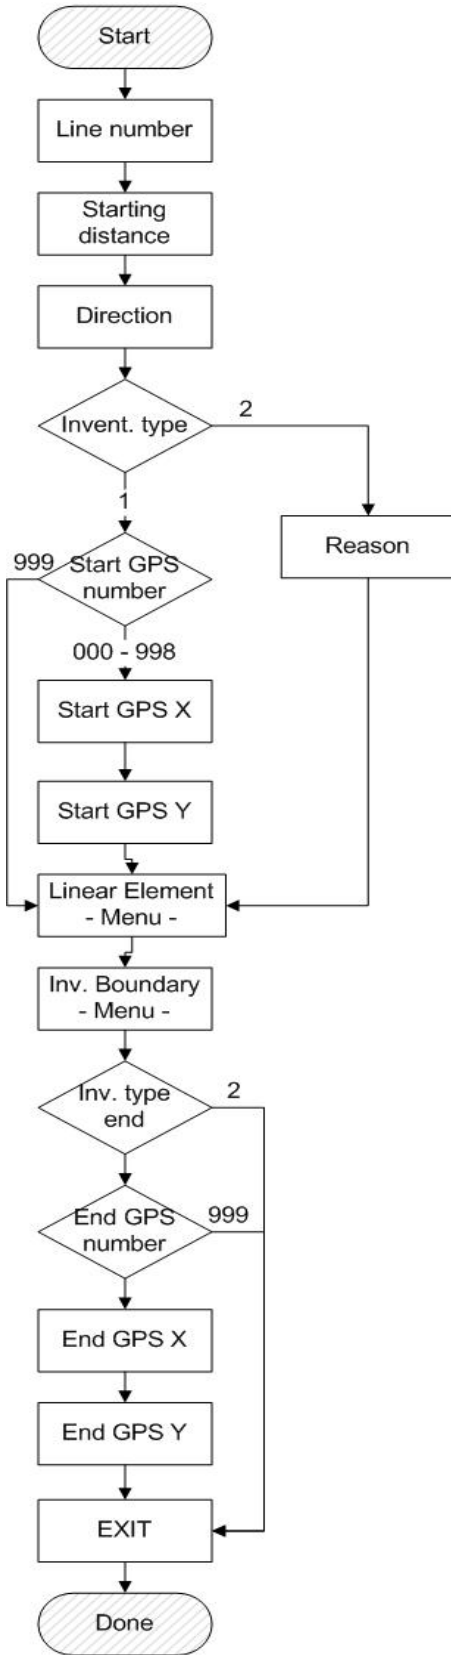 Start
Line number
Starting
distance
Direction
Invent. type
2
1
Reason
999
Start GPS
number
000 - 998
Start GPS X
Start GPS Y
Linear Element
- Menu -
Inv. Boundary
- Menu -
Inv. type
end
2
End GPS
number
999
End GPS X
End GPS Y
EXIT
Done